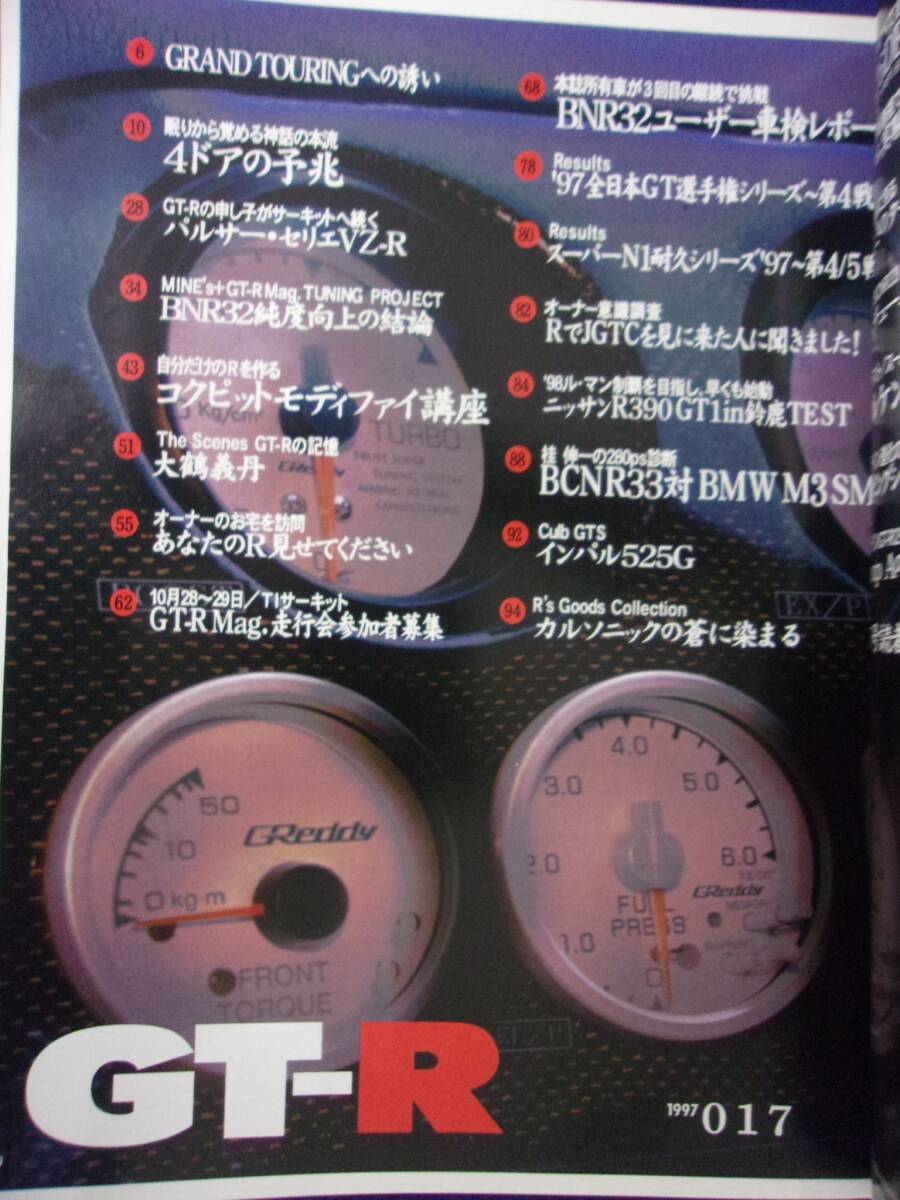 6
GRAND TOURINGへの誘い
10
眠りから覚める神話の本流
4ドアの予兆
28
GT-Rの申し子がサーキットへ続く
パルサー・セリエVZ-R
34
MINE's+GT-R Mag. TUNING PROJECT
BNR32純度向上の結論
43
自分だけのRを作る
コクピットモディファイ講座
51
The Scenes GT-Rの記憶
大鶴義丹
55
オーナーのお宅を訪問
あなたのR見せてください
62
10月28〜29日/TIサーキット
GT-R Mag.走行会参加者募集
68
本誌所有車が3回目の継続で挑戦
BNR32ユーザー車検レポー
78
Results
'97全日本GT選手権シリーズ〜第4戦
80
Results
スーパーN1耐久シリーズ'97〜第4/5戦
82
オーナー意識調査
RでJGTCを見に来た人に聞きました!
84
'98ル・マン制覇を目指し、早くも始動
ニッサンR390 GT1 in 鈴鹿TEST
88
桂 伸一の280ps診断
BCNR33対 BMW M3 SM
92
Culb GTS
インパル525G
94
R's Goods Collection
カルソニックの蒼に染まる
Kg/cm²
TURBO
GReddy
TRUST SUPER
TUNING SYSTEM
AIMING AT REAL
EX/P
50
10
0 kg·m
GReddy
FRONT
TORQUE
4.0
3.0
5.0
2.0
6.0
GReddy
FUEL
PRESS
MEMORY
1.0
0
GT-R
1997 017